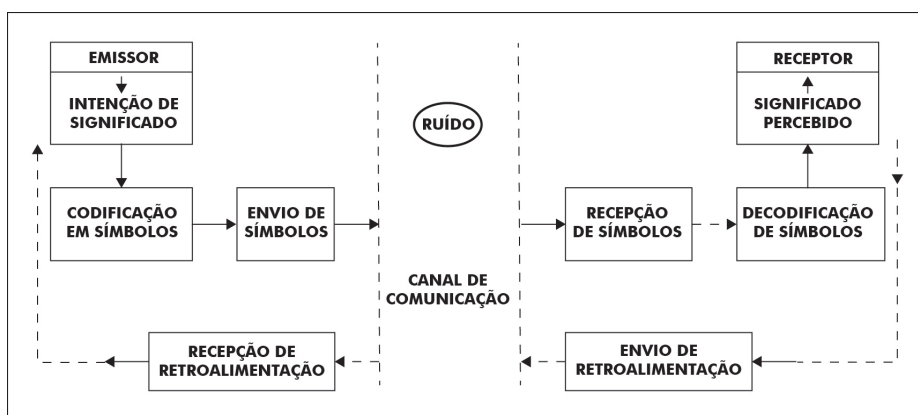 EMISSOR
INTENÇÃO DE
SIGNIFICADO
CODIFICAÇÃO
EM SÍMBOLOS
ENVIO DE
SÍMBOLOS
RUÍDO
CANAL DE
COMUNICAÇÃO
RECEPÇÃO
DE SÍMBOLOS
DECODIFICAÇÃO
DE SÍMBOLOS
SIGNIFICADO
PERCEBIDO
RECEPTOR
ENVIO DE
RETROALIMENTAÇÃO
RECEPÇÃO DE
RETROALIMENTAÇÃO